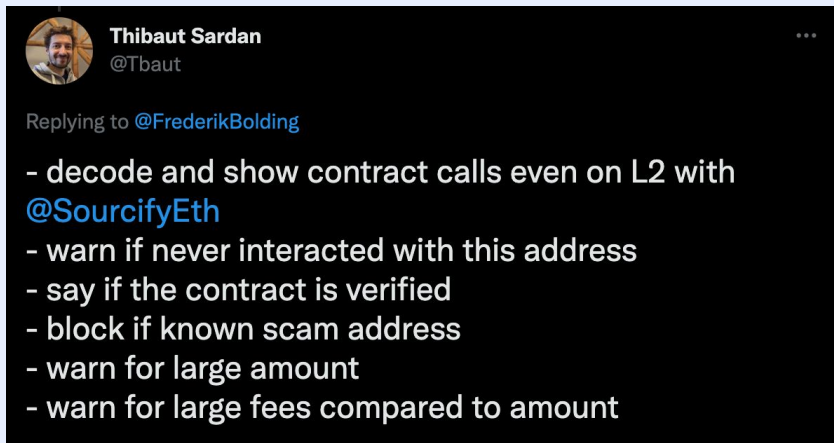 Thibaut Sardan
@Tbaut
Replying to @FrederikBolding
- decode and show contract calls even on L2 with
@SourcifyEth
- warn if never interacted with this address
- say if the contract is verified
- block if known scam address
- warn for large amount
- warn for large fees compared to amount